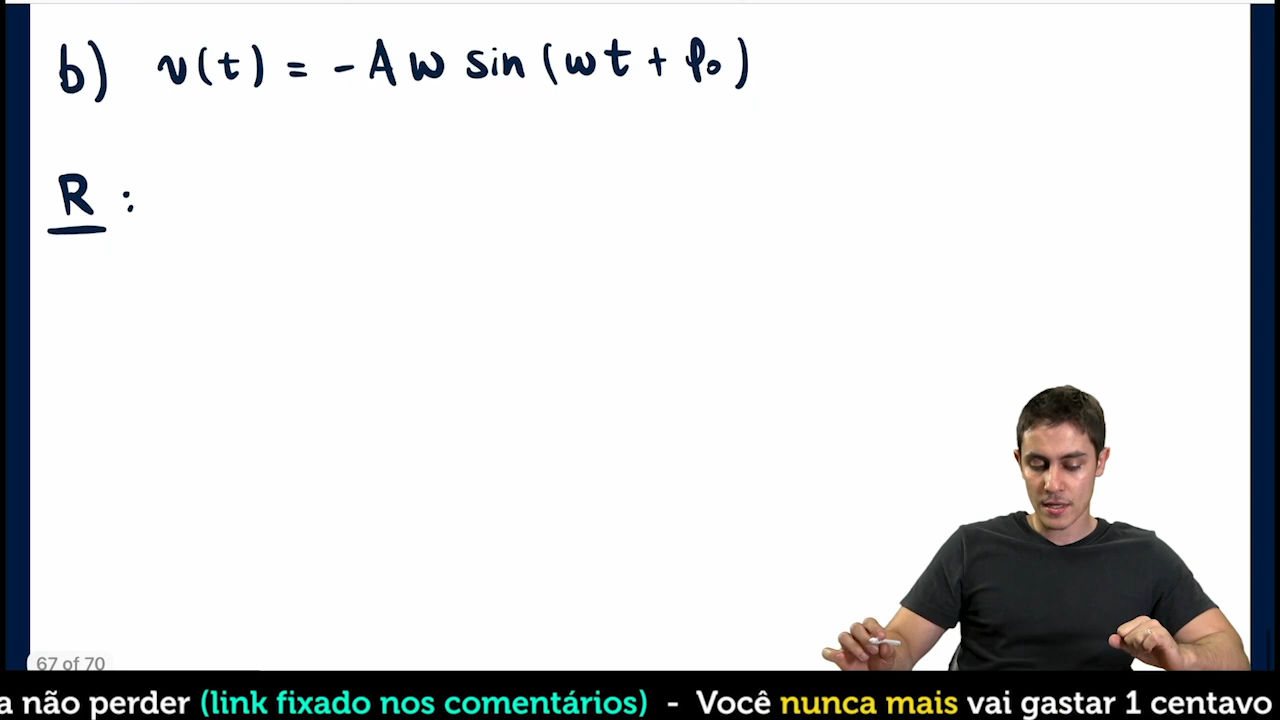 b) v(t) = - A ω sin (ωt + φ₀)
R :
67 of 70
a não perder (link fixado nos comentários) - Você nunca mais vai gastar 1 centavo